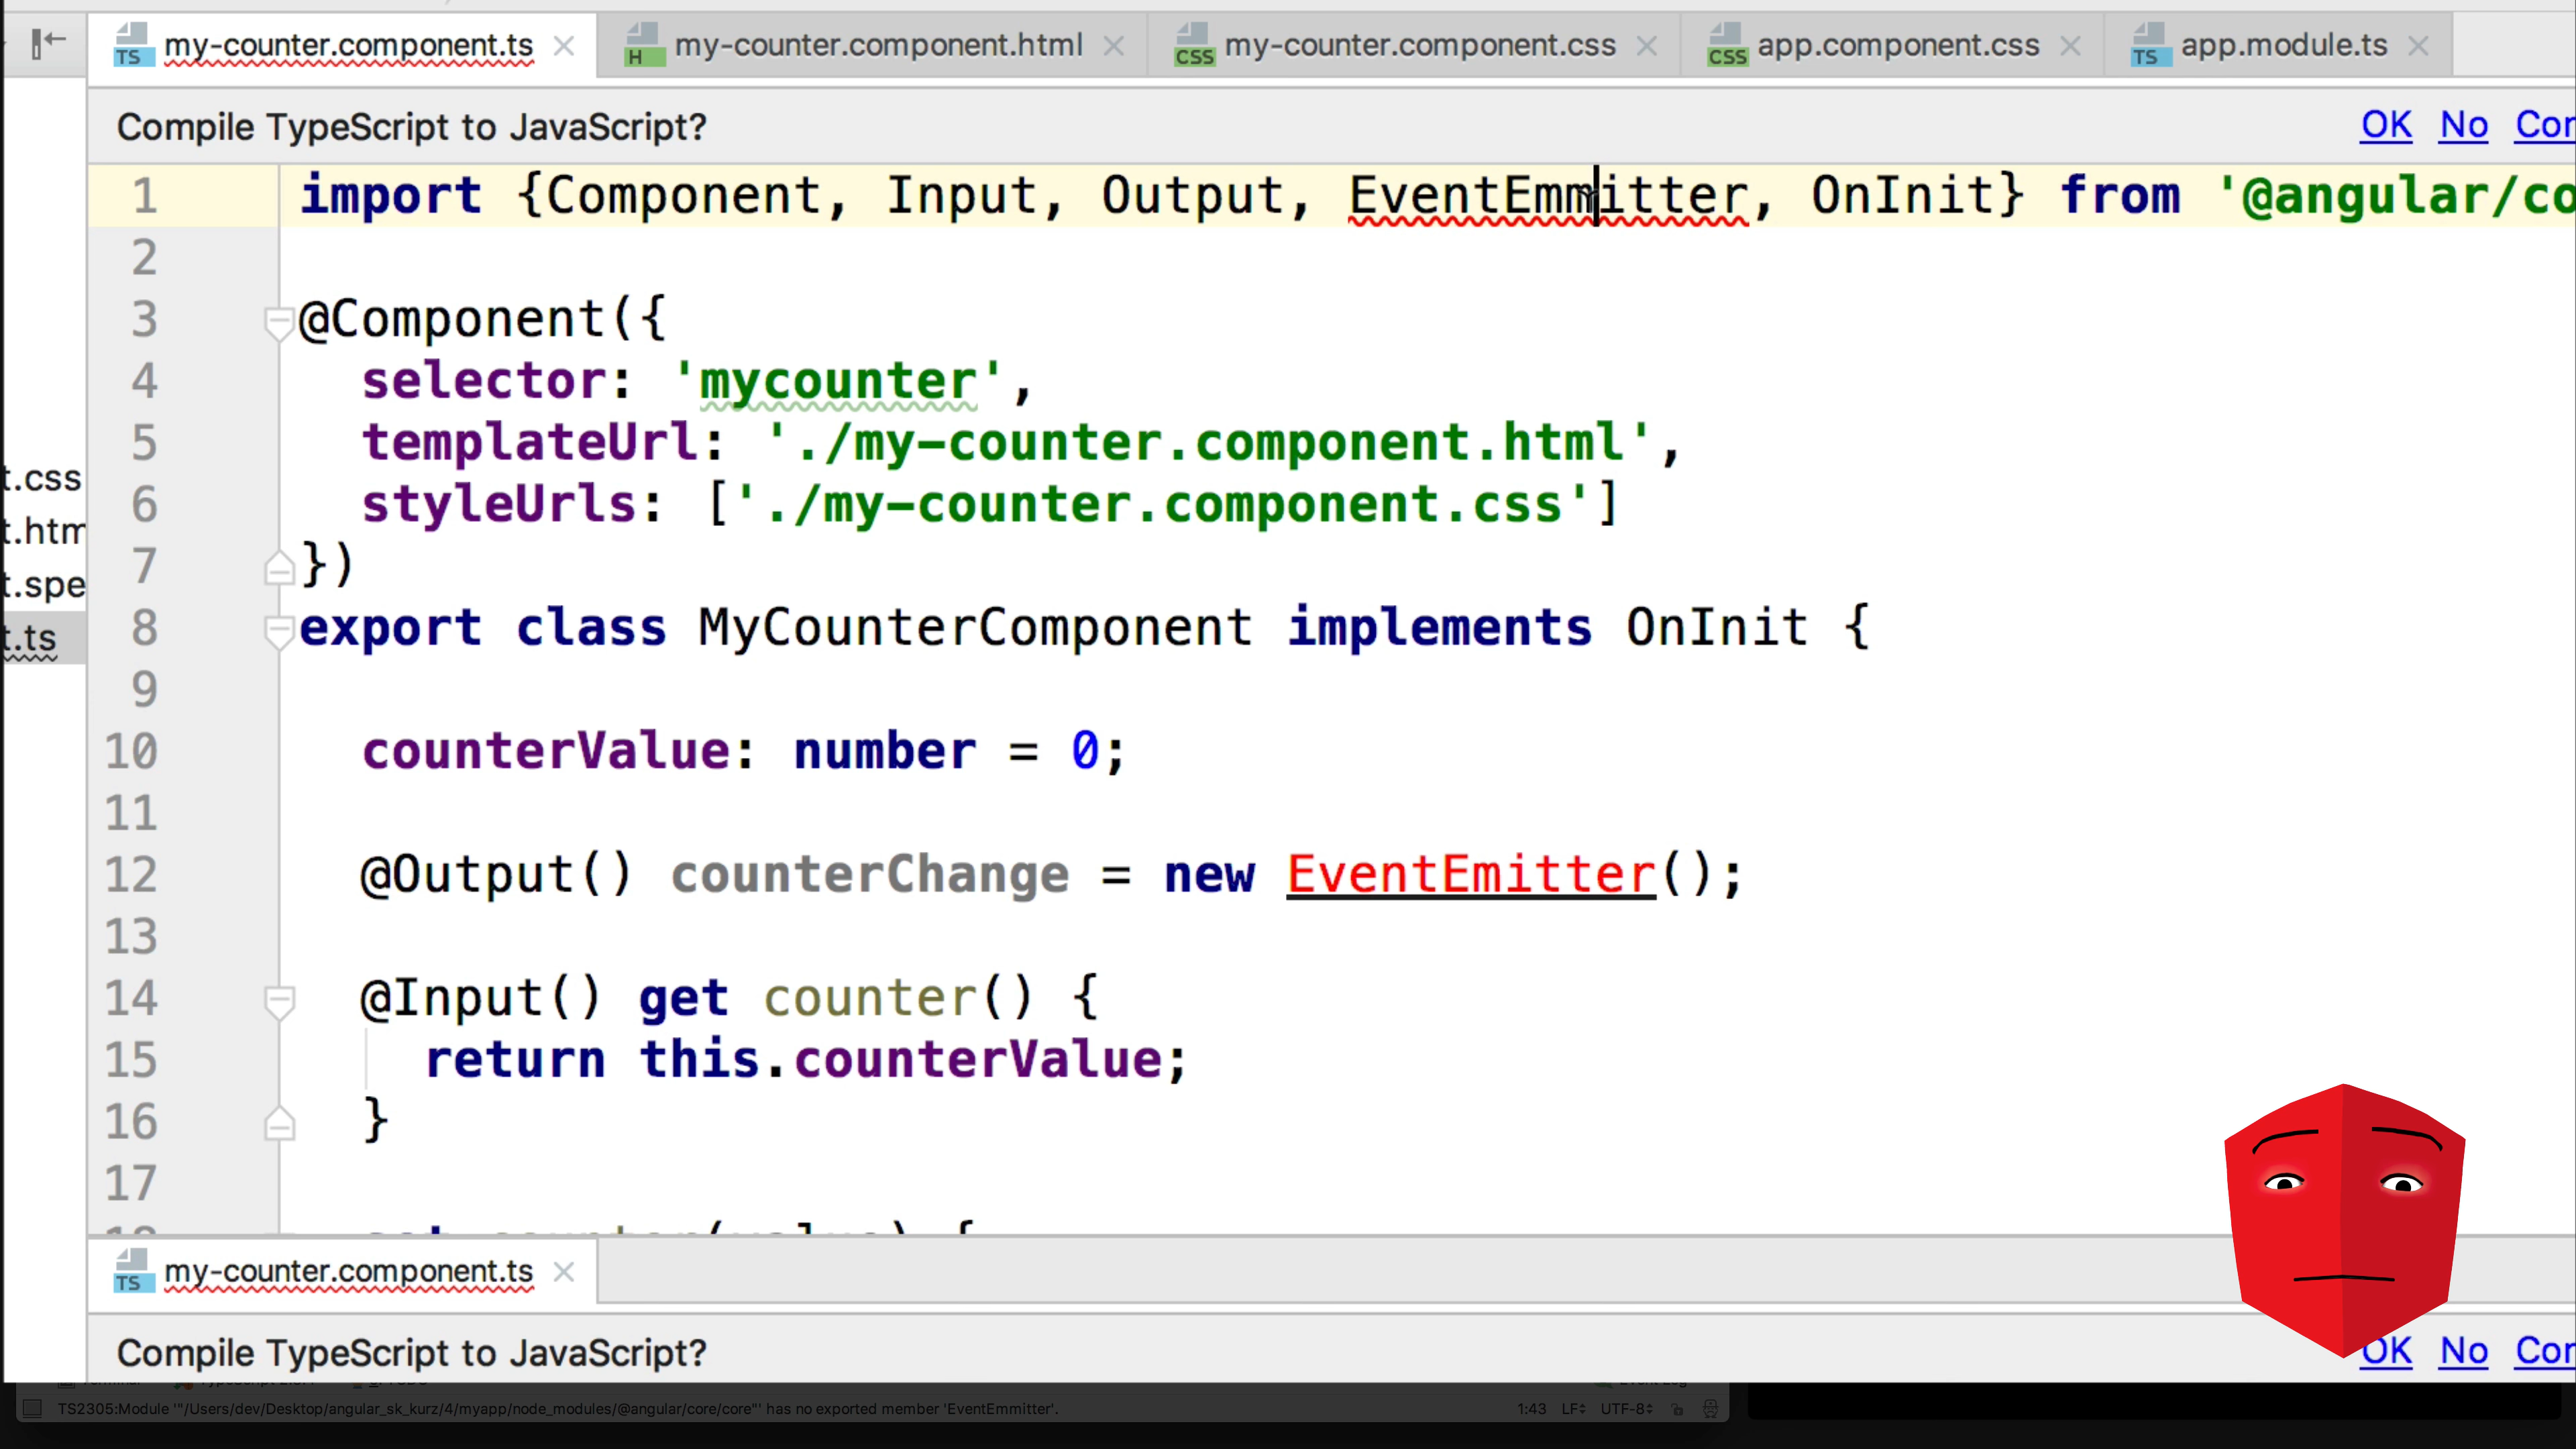 my-counter.component.ts my-counter.component.html my-counter.component.css app.component.css app.module.ts
Compile TypeScript to JavaScript? OK No
1 import {Component, Input, Output, EventEmmitter, OnInit} from '@angular/co
2
3 @Component({
4 selector: 'mycounter',
5 templateUrl: './my-counter.component.html',
6 styleUrls: ['./my-counter.component.css']
7 })
8 export class MyCounterComponent implements OnInit {
9
10 counterValue: number = 0;
11
12 @Output() counterChange = new EventEmitter();
13
14 @Input() get counter() {
15 return this.counterValue;
16 }
17
t.css
t.htm
t.spe
t.ts
my-counter.component.ts
Compile TypeScript to JavaScript? OK No
TS2305:Module '"/Users/dev/Desktop/angular_sk_kurz/4/myapp/node_modules/@angular/core/core"' has no exported member 'EventEmmitter'. 1:43 LF UTF-8